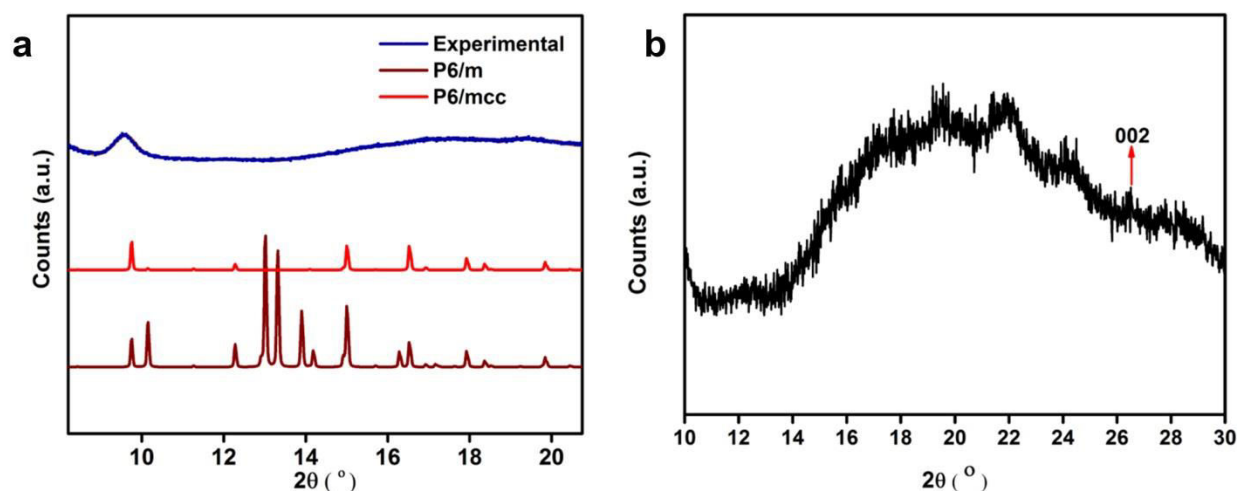 a
Experimental
P6/m
P6/mcc
Counts (a.u.)
10 12 14 16 18 20
2θ ( ° )
b
002
Counts (a.u.)
10 12 14 16 18 20 22 24 26 28 30
2θ ( ° )